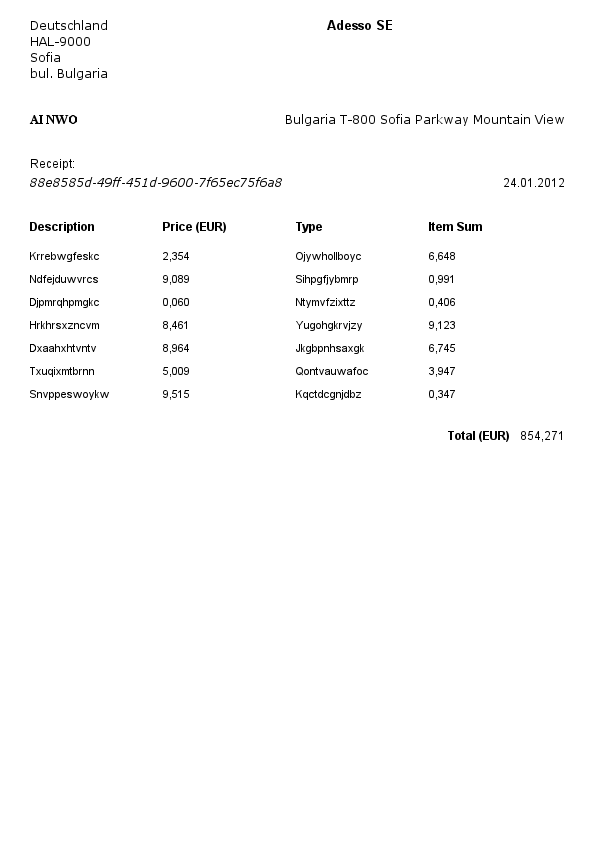 Deutschland
Adesso SE
HAL-9000
Sofia
bul. Bulgaria
AI NWO Bulgaria T-800 Sofia Parkway Mountain View
Receipt:
88e8585d-49ff-451d-9600-7f65ec75f6a8 24.01.2012
Description Price (EUR) Type Item Sum
Krrebwgfeskc 2,354 Ojywhollboyc 6,648
Ndfejduwvrcs 9,089 Sihpgfjybmrp 0,991
Djpmrqhpmgkc 0,060 Ntymvfzixttz 0,406
Hrkhrsxzncvm 8,461 Yugohgkrvjzy 9,123
Dxaahxhtvntv 8,964 Jkgbpnhsaxgk 6,745
Txuqixmtbrnn 5,009 Qontvauwafoc 3,947
Snvppeswoykw 9,515 Kqctdcgnjdbz 0,347
Total (EUR) 854,271